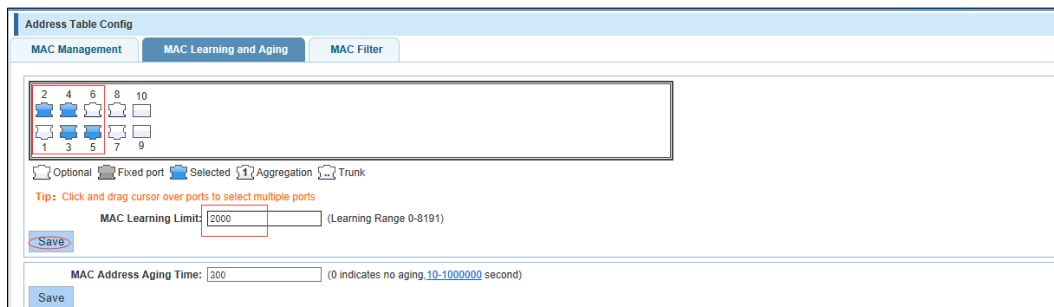 Address Table Config
MAC Management MAC Learning and Aging MAC Filter
2 4 6 8 10
1 3 5 7 9
Optional Fixed port Selected 1 Aggregation .. Trunk
Tip: Click and drag cursor over ports to select multiple ports
MAC Learning Limit: 2000 (Learning Range 0-8191)
Save
MAC Address Aging Time: 300 (0 indicates no aging,10-1000000 second)
Save